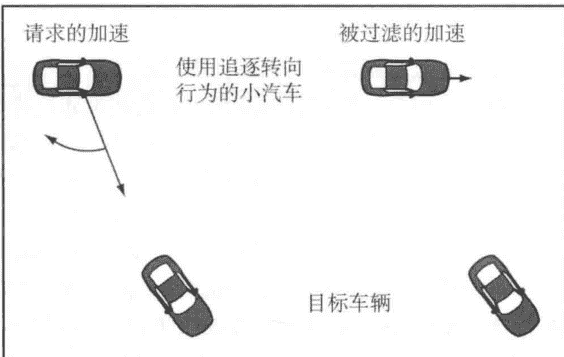 请求的加速
被过滤的加速
使用追逐转向
行为的小汽车
目标车辆